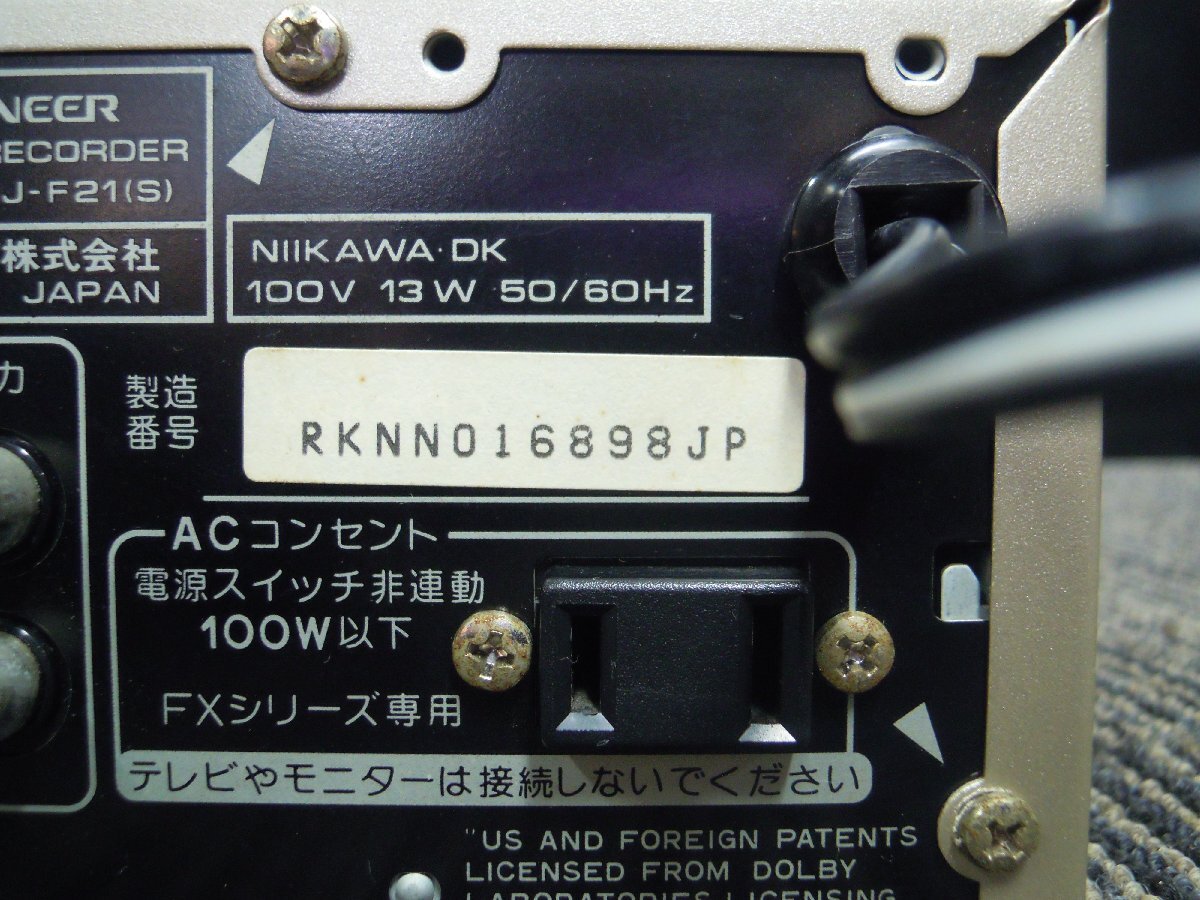 NEER
RECORDER
J-F21(S)
株式会社
JAPAN
NIIKAWA·DK
100V 13W 50/60Hz
力
製造
番号
RKNN016898JP
ACコンセント
電源スイッチ非連動
100W以下
FXシリーズ専用
テレビやモニターは接続しないでください
"US AND FOREIGN PATENTS
LICENSED FROM DOLBY
LABORATORIES LICENSING